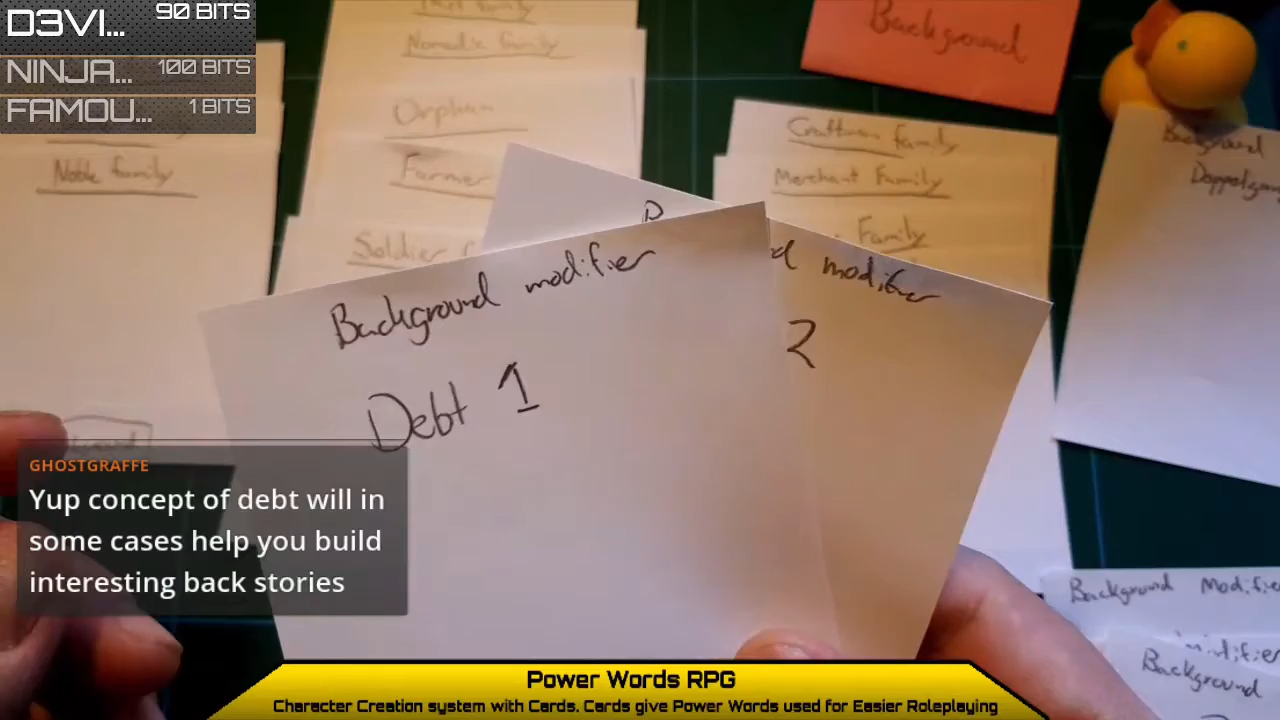 D3VI... 90 BITS
NINJA... 100 BITS
FAMOU... 1 BITS
Nomadic family
Orphan
Farmer
Soldier
Noble family
Background
Craftman family
Merchant Family
Family
Background
Background modifier
Debt 1
modifier
2
GHOSTGRAFFE
Yup concept of debt will in
some cases help you build
interesting back stories
Background Modifie
Background
Power Words RPG
Character Creation system with Cards. Cards give Power Words used for Easier Roleplaying